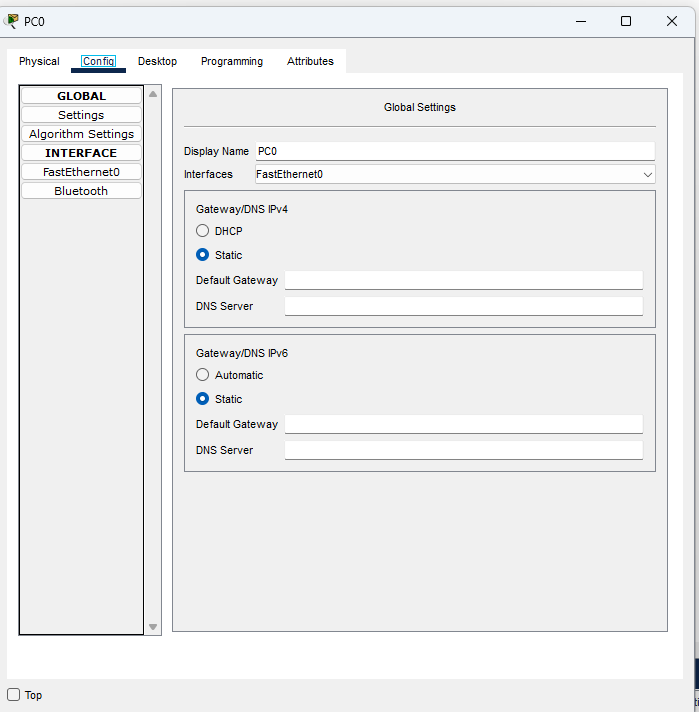 PC0
Physical Config Desktop Programming Attributes
GLOBAL
Settings
Algorithm Settings
INTERFACE
FastEthernet0
Bluetooth
Global Settings
Display Name PC0
Interfaces FastEthernet0
Gateway/DNS IPv4
DHCP
Static
Default Gateway
DNS Server
Gateway/DNS IPv6
Automatic
Static
Default Gateway
DNS Server
Top